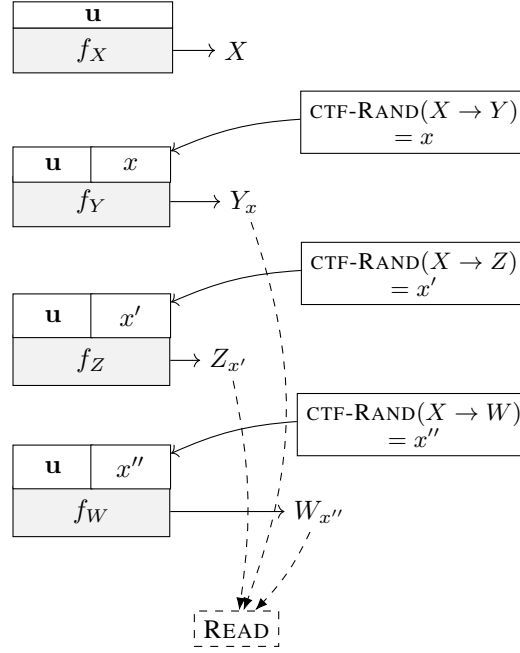 u
f_X X
CTF-RAND(X → Y)
= x
u x
f_Y Y_x
CTF-RAND(X → Z)
= x′
u x′
f_Z Z_{x′}
CTF-RAND(X → W)
= x′′
u x′′
f_W W_{x′′}
READ